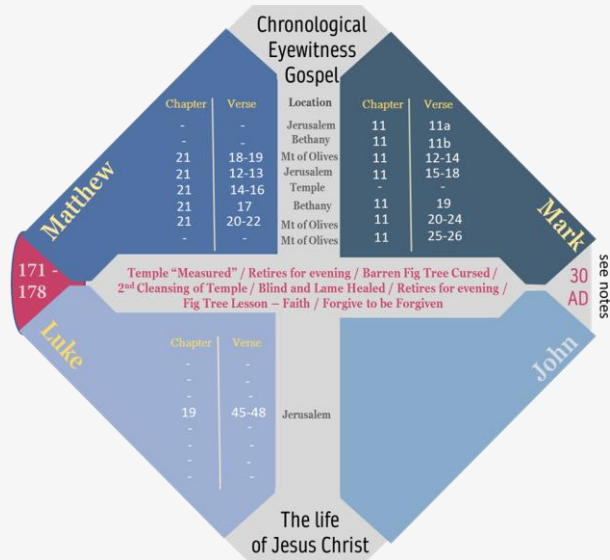 Chronological
Eyewitness
Gospel
Matthew
Chapter Verse
- -
- -
21 18-19
21 12-13
21 14-16
21 17
21 20-22
- -
Location
Jerusalem
Bethany
Mt of Olives
Jerusalem
Temple
Bethany
Mt of Olives
Mt of Olives
Mark
Chapter Verse
11 11a
11 11b
11 12-14
11 15-18
- -
11 19
11 20-24
11 25-26
171 -
178
Temple “Measured” / Retires for evening / Barren Fig Tree Cursed /
2nd Cleansing of Temple / Blind and Lame Healed / Retires for evening /
Fig Tree Lesson – Faith / Forgive to be Forgiven
30
AD
see notes
Luke
Chapter Verse
- -
- -
- -
19 45-48
- -
- -
- -
- -
Jerusalem
John
The life
of Jesus Christ